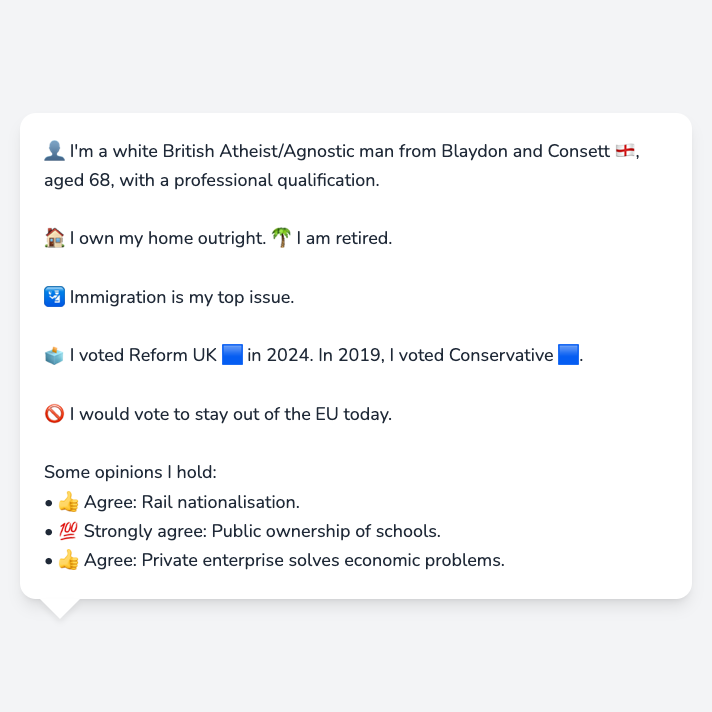 👤 I'm a white British Atheist/Agnostic man from Blaydon and Consett 🏴󠁧󠁢󠁥󠁮󠁧󠁿,
aged 68, with a professional qualification.
🏠 I own my home outright. 🌴 I am retired.
🛂 Immigration is my top issue.
🗳️ I voted Reform UK 🟦 in 2024. In 2019, I voted Conservative 🟦.
🚫 I would vote to stay out of the EU today.
Some opinions I hold:
• 👍 Agree: Rail nationalisation.
• 💯 Strongly agree: Public ownership of schools.
• 👍 Agree: Private enterprise solves economic problems.